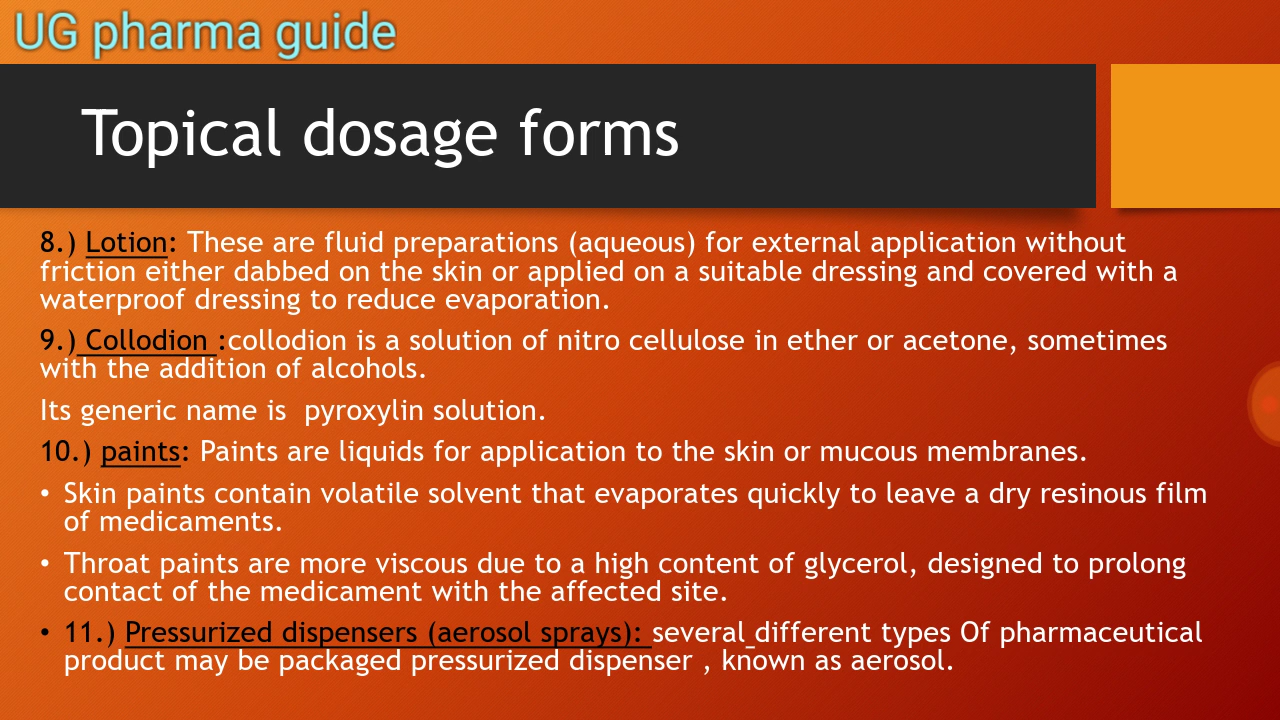 UG pharma guide
Topical dosage forms
8.) Lotion: These are fluid preparations (aqueous) for external application without
friction either dabbed on the skin or applied on a suitable dressing and covered with a
waterproof dressing to reduce evaporation.
9.) Collodion :collodion is a solution of nitro cellulose in ether or acetone, sometimes
with the addition of alcohols.
Its generic name is  pyroxylin solution.
10.) paints: Paints are liquids for application to the skin or mucous membranes.
• Skin paints contain volatile solvent that evaporates quickly to leave a dry resinous film
of medicaments.
• Throat paints are more viscous due to a high content of glycerol, designed to prolong
contact of the medicament with the affected site.
• 11.) Pressurized dispensers (aerosol sprays): several different types Of pharmaceutical
product may be packaged pressurized dispenser , known as aerosol.